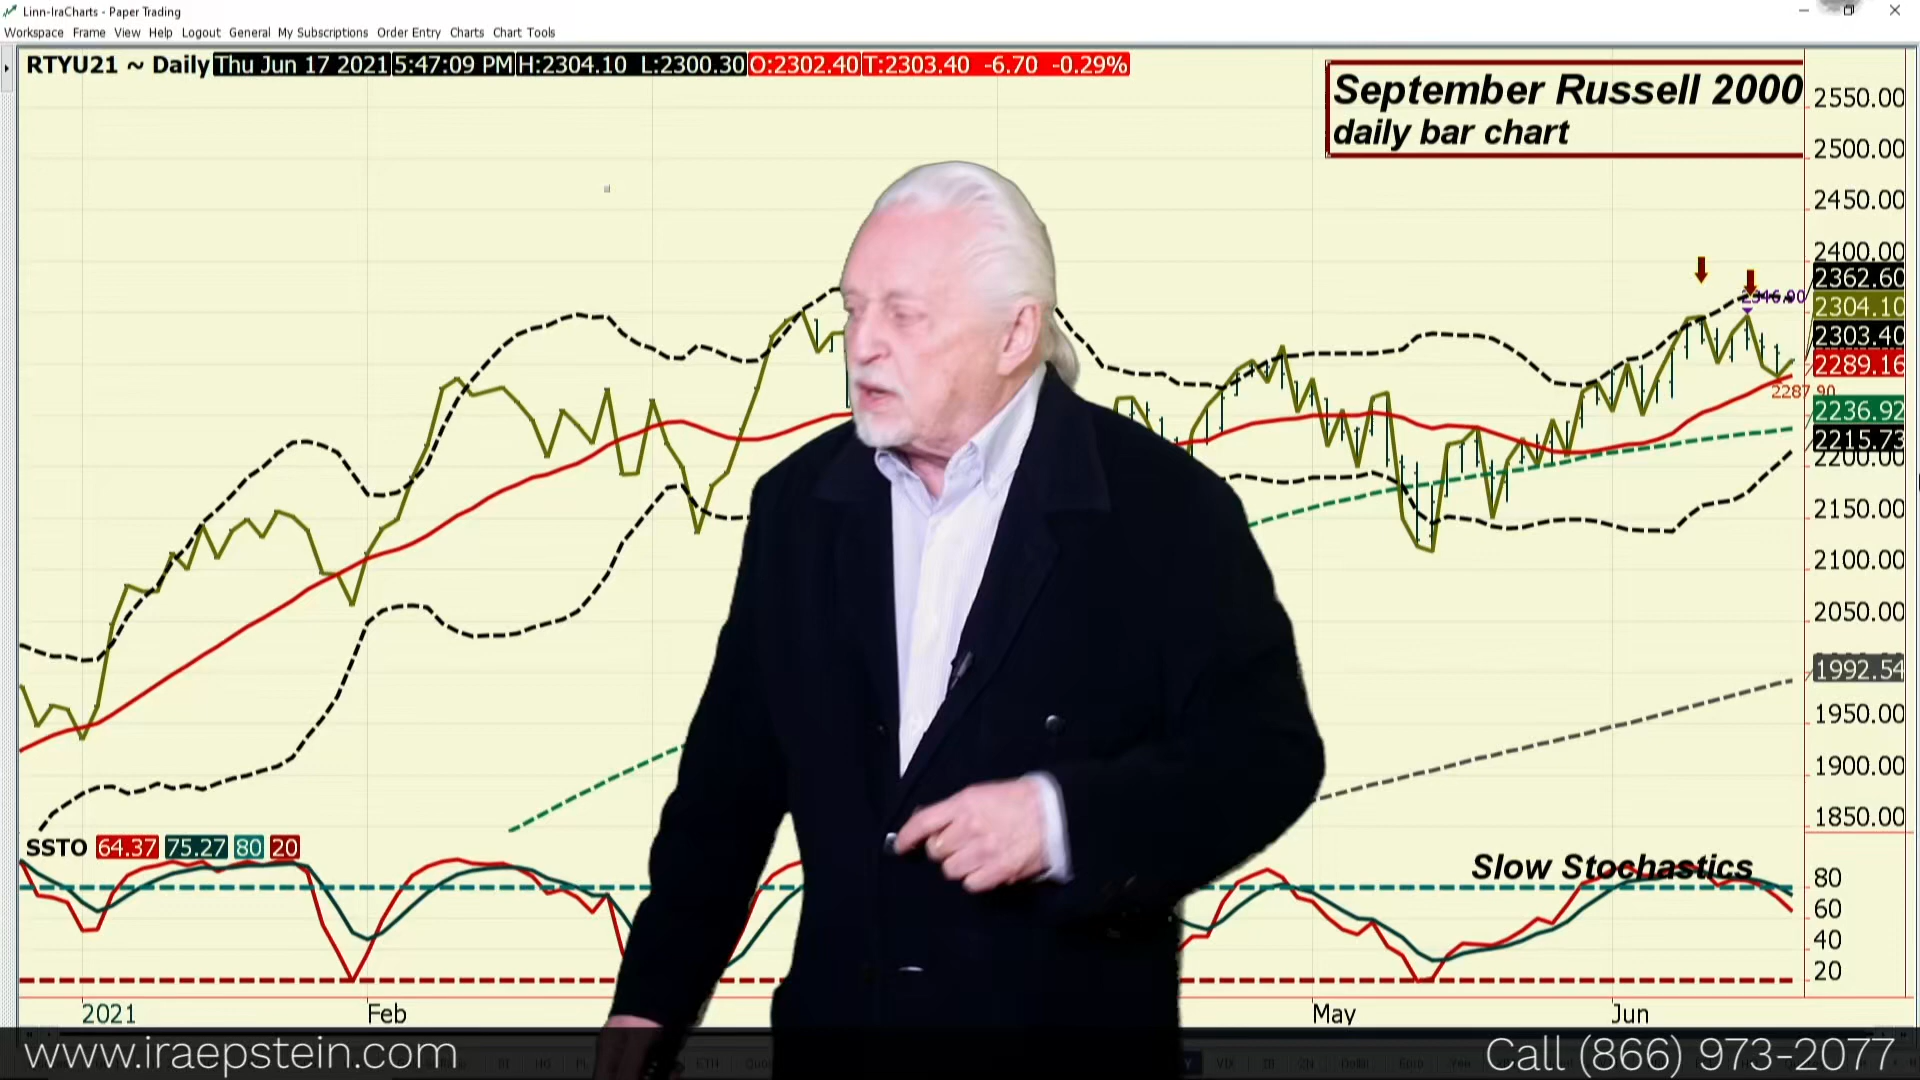 Linn-IraCharts - Paper Trading
Workspace Frame View Help Logout General My Subscriptions Order Entry Charts Chart Tools
RTYU21 ~ Daily Thu Jun 17 2021 5:47:09 PM H:2304.10 L:2300.30 O:2302.40 T:2303.40 -6.70 -0.29%
September Russell 2000
daily bar chart
2550.00
2500.00
2450.00
2400.00
2362.60
2346.90
2304.10
2303.40
2289.16
2287.90
2236.92
2215.73
2200.00
2150.00
2100.00
2050.00
1992.54
1950.00
1900.00
1850.00
SSTO 64.37 75.27 80 20
Slow Stochastics
80
60
40
20
2021 Feb May Jun
www.iraepstein.com
Call (866) 973-2077